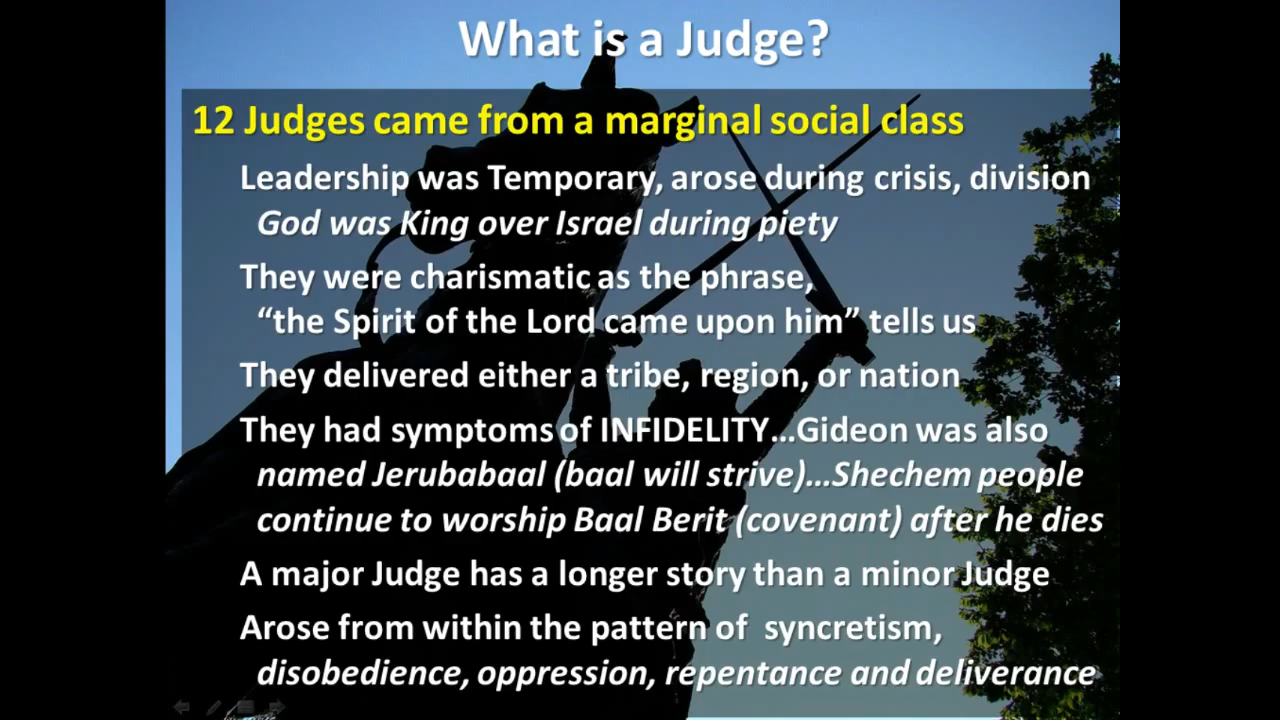 What is a Judge?
12 Judges came from a marginal social class
Leadership was Temporary, arose during crisis, division
God was King over Israel during piety
They were charismatic as the phrase,
“the Spirit of the Lord came upon him” tells us
They delivered either a tribe, region, or nation
They had symptoms of INFIDELITY…Gideon was also
named Jerubabaal (baal will strive)…Shechem people
continue to worship Baal Berit (covenant) after he dies
A major Judge has a longer story than a minor Judge
Arose from within the pattern of  syncretism,
disobedience, oppression, repentance and deliverance